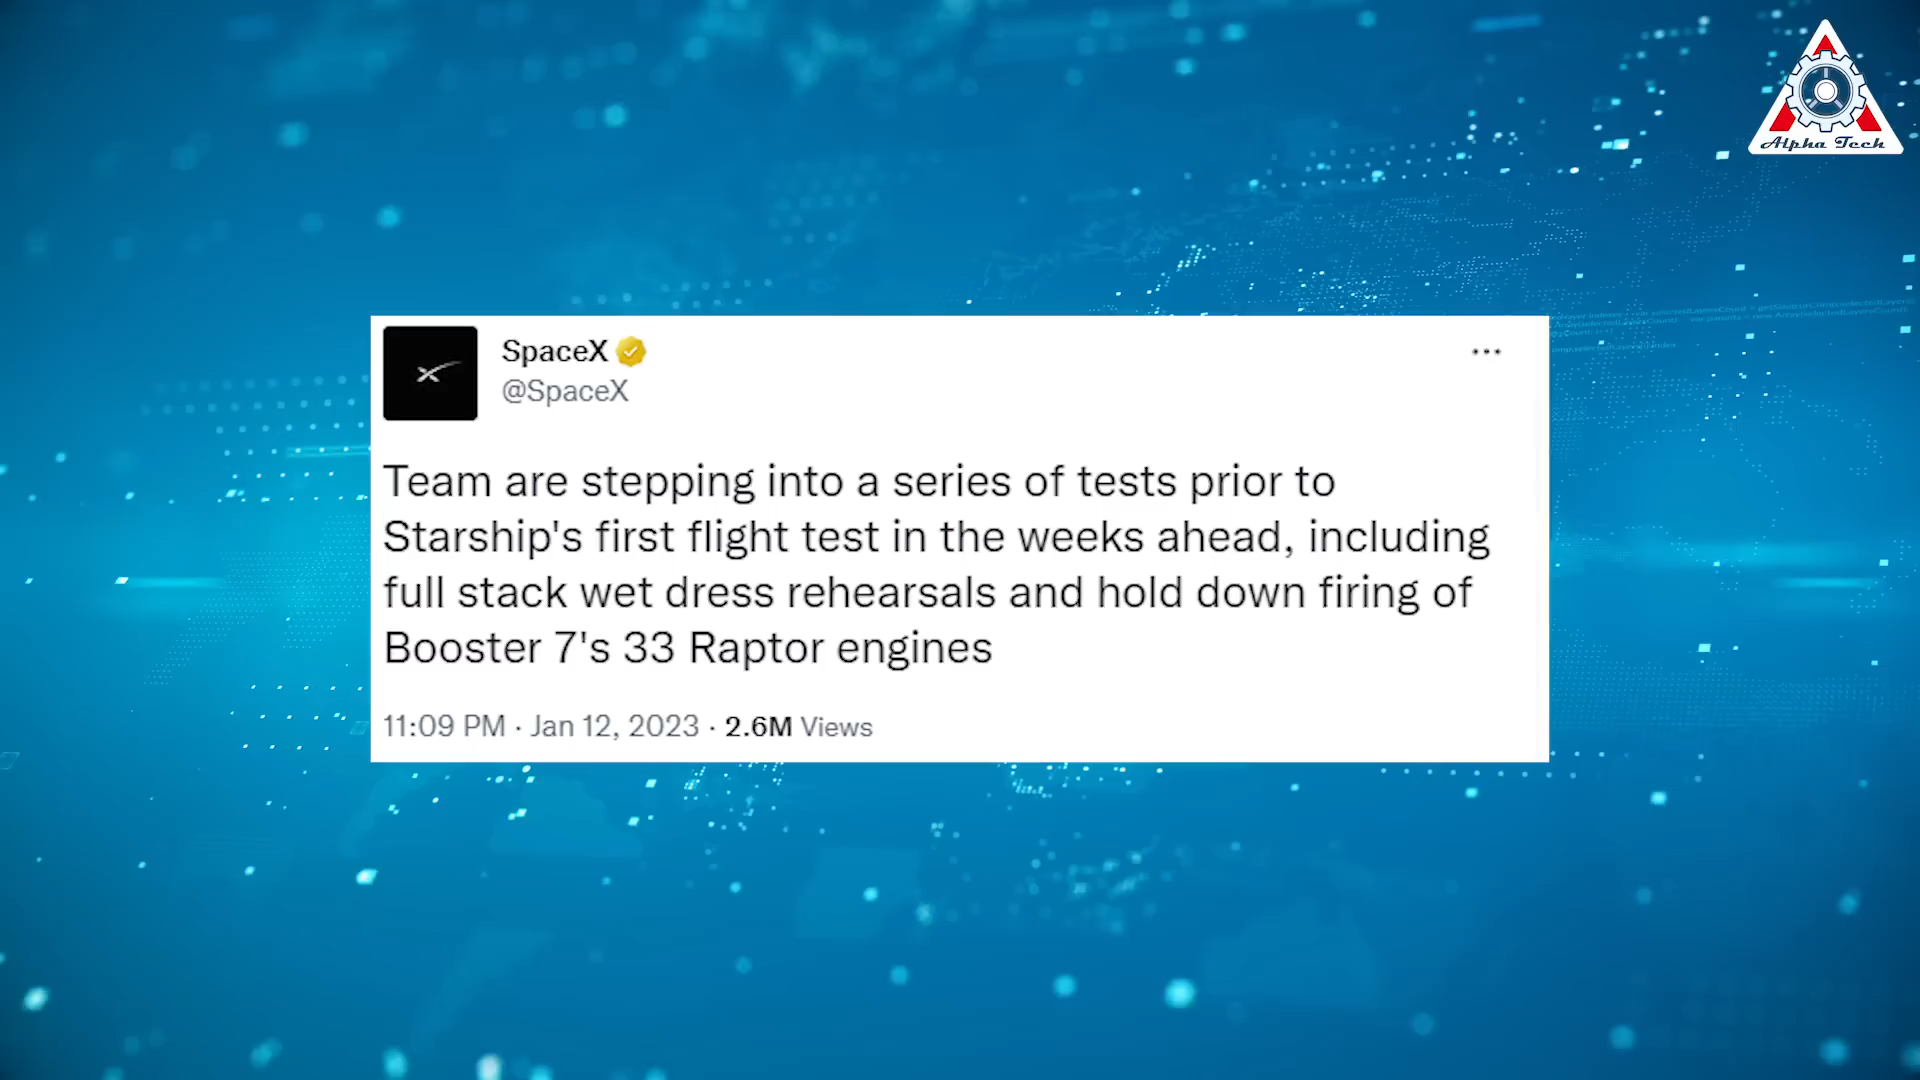 Alpha Tech
SpaceX
@SpaceX
Team are stepping into a series of tests prior to
Starship's first flight test in the weeks ahead, including
full stack wet dress rehearsals and hold down firing of
Booster 7's 33 Raptor engines
11:09 PM · Jan 12, 2023 · 2.6M Views